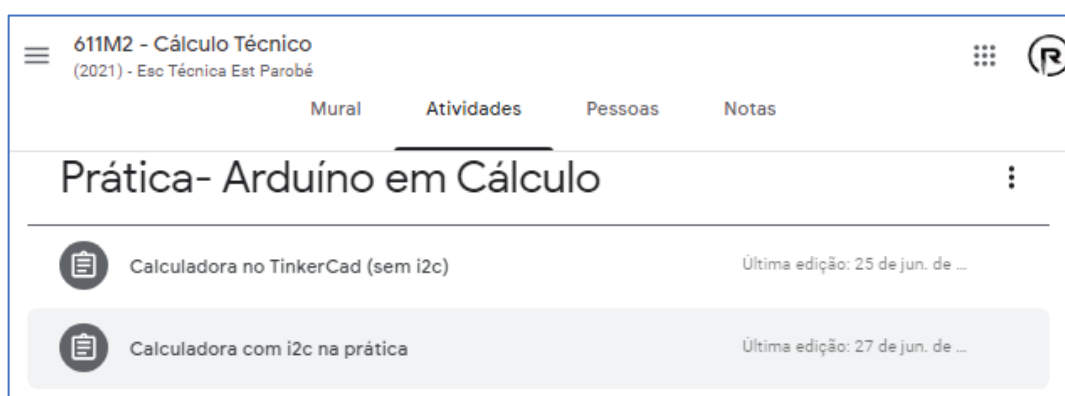 611M2 - Cálculo Técnico
(2021) - Esc Técnica Est Parobé
R
Mural Atividades Pessoas Notas
Prática- Arduíno em Cálculo
Calculadora no TinkerCad (sem i2c) Última edição: 25 de jun. de ...
Calculadora com i2c na prática Última edição: 27 de jun. de ...